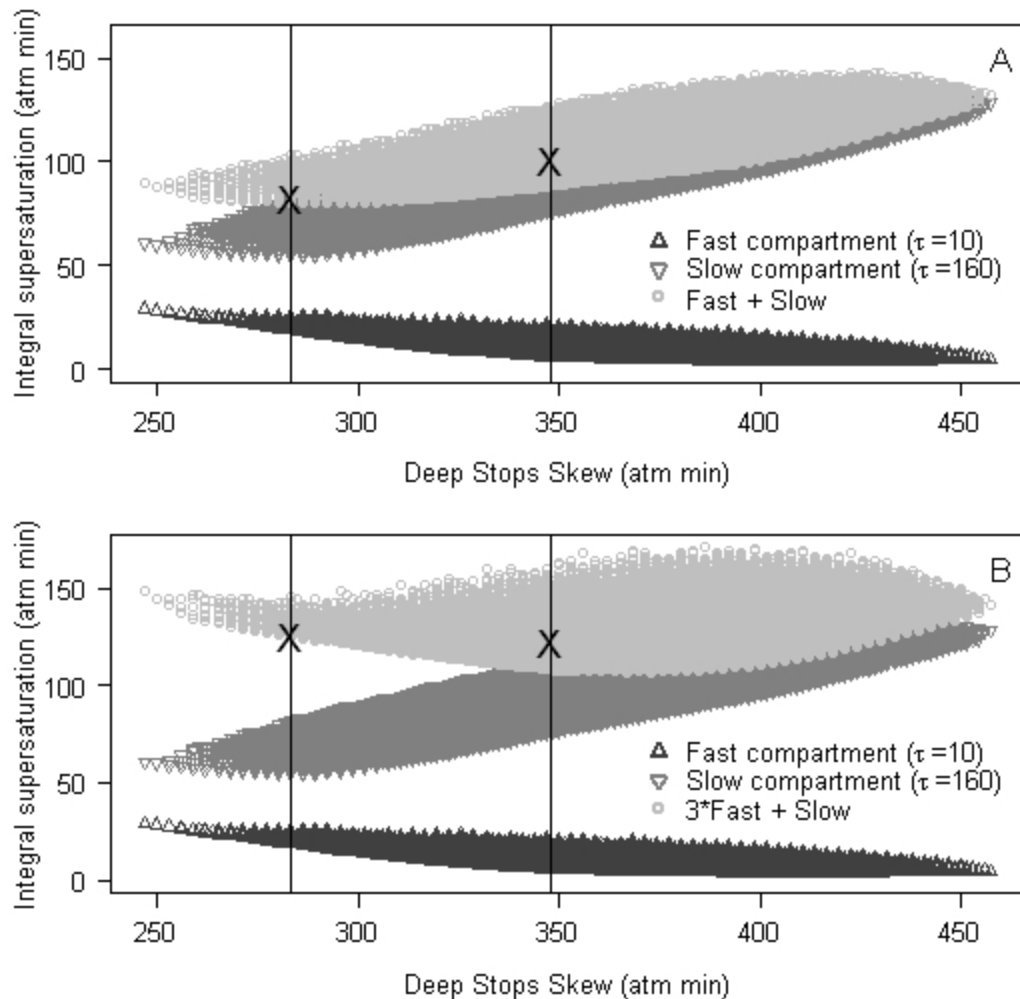 A
Integral supersaturation (atm min)
150
100
50
0
X
X
△ Fast compartment (τ =10)
▽ Slow compartment (τ =160)
○ Fast + Slow
250 300 350 400 450
Deep Stops Skew (atm min)
B
Integral supersaturation (atm min)
150
100
50
0
X
X
△ Fast compartment (τ =10)
▽ Slow compartment (τ =160)
○ 3*Fast + Slow
250 300 350 400 450
Deep Stops Skew (atm min)